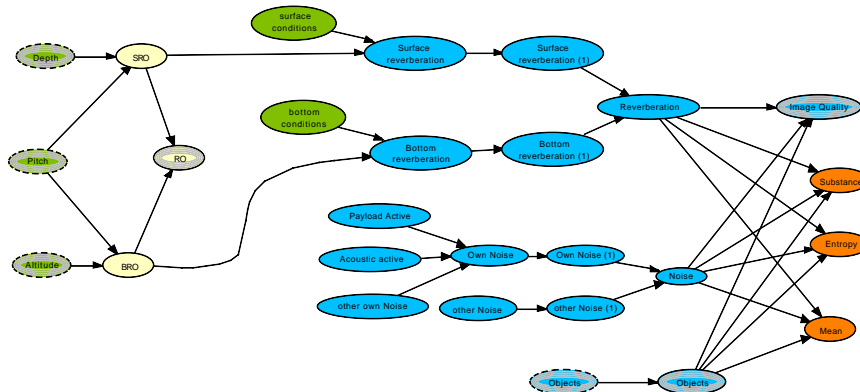 surface
conditions
Depth
SRO
Surface
reverberation
Surface
reverberation (1)
bottom
conditions
Reverberation
Image Quality
Pitch
RO
Bottom
reverberation
Bottom
reverberation (1)
Substance
Payload Active
Entropy
Altitude
BRO
Acoustic active
Own Noise
Own Noise (1)
Noise
other own Noise
other Noise
other Noise (1)
Mean
Objects
Objects